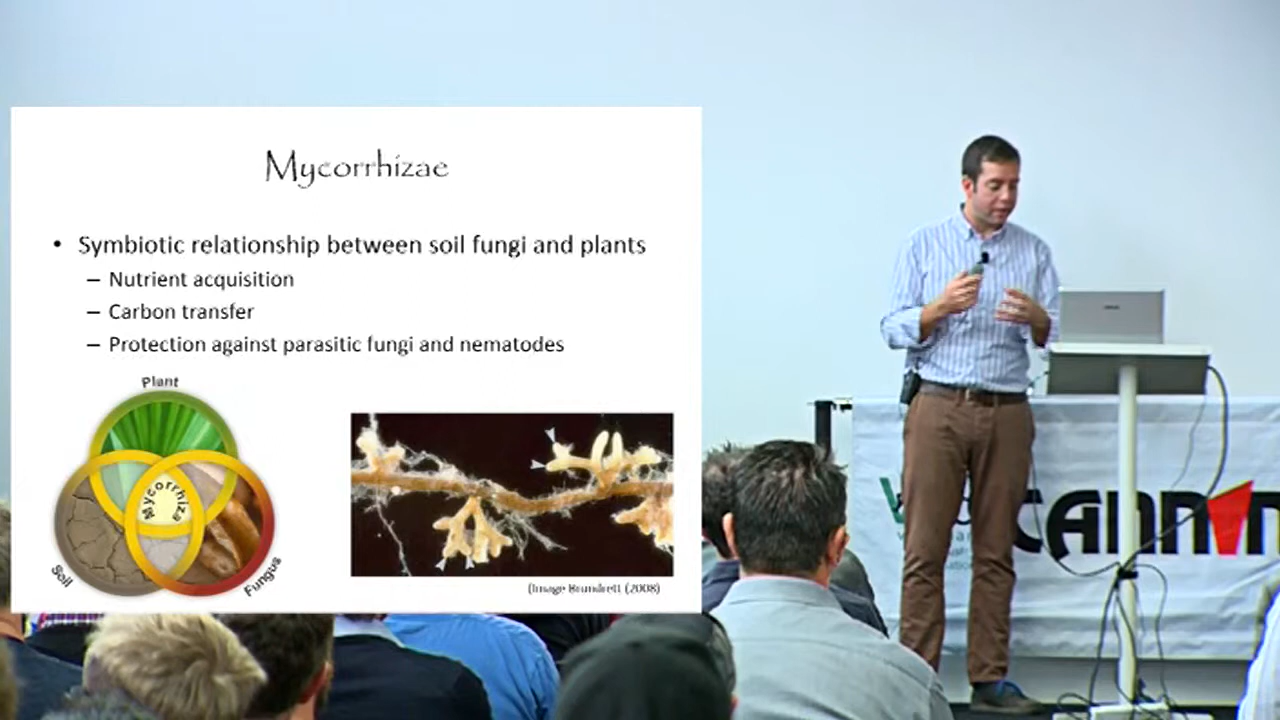 Mycorrhizae
• Symbiotic relationship between soil fungi and plants
– Nutrient acquisition
– Carbon transfer
– Protection against parasitic fungi and nematodes
Plant
Mycorrhiza
Soil
Fungus
(Image Brundrett (2008)